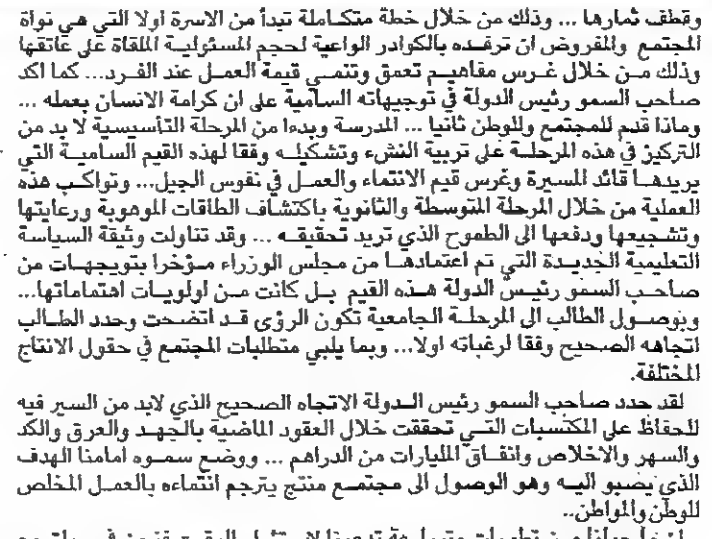 وقطف ثمارها ... وذلك من خلال خطة متكاملة تبدأ من الاسرة اولا التي هي نواة
المجتمع والمفروض ان ترفده بالكوادر الواعية لحجم المسئولية الملقاة على عاتقها
وذلك من خلال غرس مفاهيم تعمق وتنمي قيمة العمل عند الفرد... كما اكد
صاحب السمو رئيس الدولة في توجيهاته السامية على ان كرامة الانسان بعمله ...
وماذا قدم للمجتمع وللوطن ثانيا ... المدرسة وبدءا من المرحلة التأسيسية لا بد من
التركيز في هذه المرحلة على تربية النشء وتشكيله وفقا لهذه القيم السامية التي
يريدها قائد المسيرة وغرس قيم الانتماء والعمل في نفوس الجيل... وتواكب هذه
العملية من خلال المرحلة المتوسطة والثانوية باكتشاف الطاقات الموهوبة ورعايتها
وتشجيعها ودفعها الى الطموح الذي تريد تحقيقه ... وقد تناولت وثيقة السياسة
التعليمية الجديدة التي تم اعتمادها من مجلس الوزراء مؤخرا بتوجيهات من
صاحب السمو رئيس الدولة هذه القيم بل كانت من اولويات اهتماماتها...
وبوصول الطالب الى المرحلة الجامعية تكون الرؤى قد اتضحت وحدد الطالب
اتجاهه الصحيح وفقا لرغباته اولا... وبما يلبي متطلبات المجتمع في حقول الانتاج
المختلفة.
لقد حدد صاحب السمو رئيس الدولة الاتجاه الصحيح الذي لابد من السير فيه
للحفاظ على المكتسبات التي تحققت خلال العقود الماضية بالجهد والعرق والكد
والسهر والاخلاص وانفاق المليارات من الدراهم ... ووضع سموه امامنا الهدف
الذي يصبو اليه وهو الوصول الى مجتمع منتج يترجم انتماءه بالعمل المخلص
للوطن والمواطن..